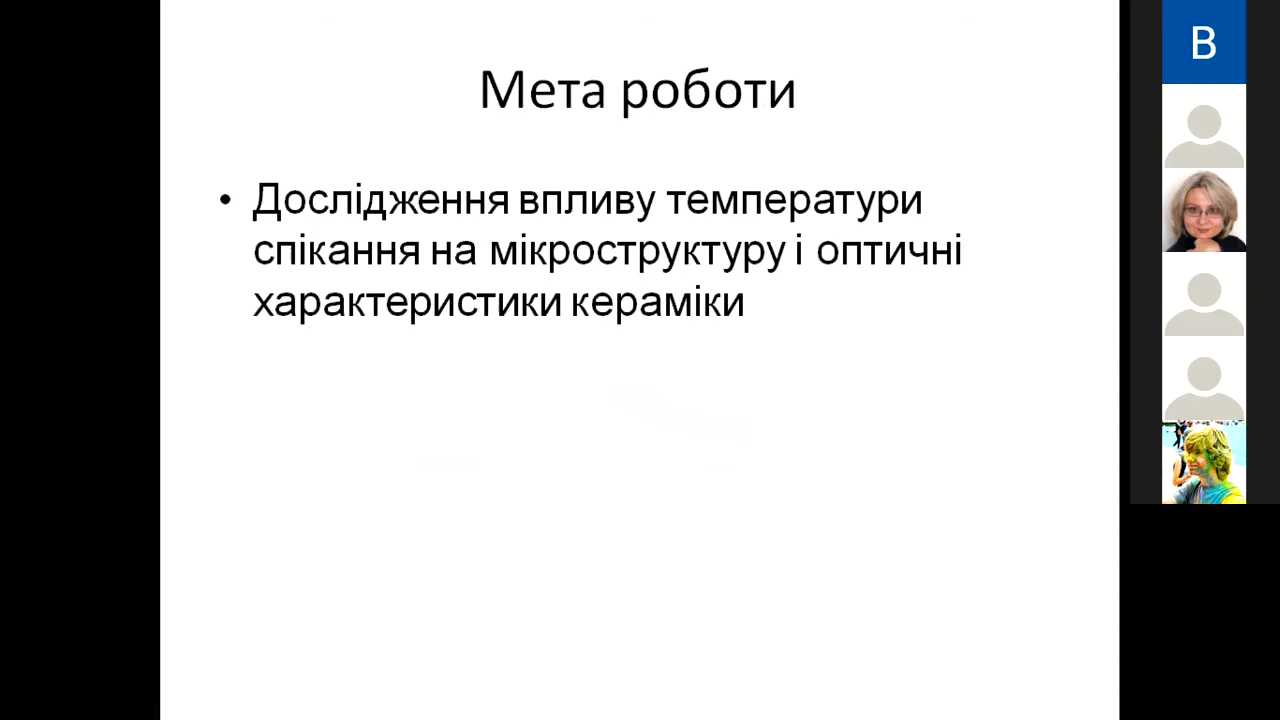 Мета роботи
• Дослідження впливу температури
спікання на мікроструктуру і оптичні
характеристики кераміки
B